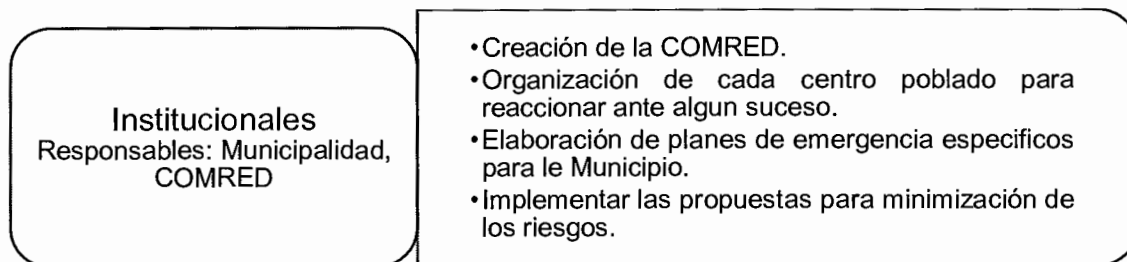 Institucionales
Responsables: Municipalidad,
COMRED
•Creación de la COMRED.
•Organización de cada centro poblado para
reaccionar ante algun suceso.
•Elaboración de planes de emergencia especificos
para le Municipio.
•Implementar las propuestas para minimización de
los riesgos.